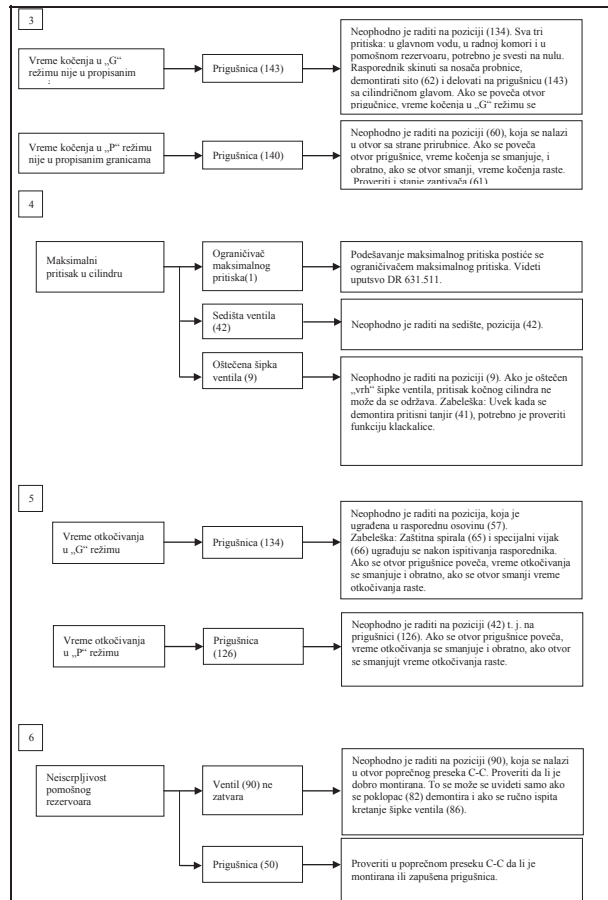 3
Vreme kočenja u „G“
režimu nije u propisanim
Prigušnica (143)
Neophodno je raditi na poziciji (134). Sva tri
pritiska: u glavnom vodu, u radnoj komori i u
pomošnom rezervoaru, potrebno je svesti na nulu.
Rasporednik skinuti sa nosača probnice,
demontirati sito (62) i delovati na prigušnicu (143)
sa cilindričnom glavom. Ako se poveća otvor
prigučnice, vreme kočenja u „G“ režimu se
Vreme kočenja u „P“ režimu
nije u propisanim granicama
Prigušnica (140)
Neophodno je raditi na poziciji (60), koja se nalazi
u otvor sa strane prirubnice. Ako se poveća
otvor prigušnice, vreme kočenja se smanjuje, i
obratno, ako se otvor smanji, vreme kočenja raste.
Proveriti i stanje zaptivača (61)
4
Maksimalni
pritisak u cilindru
Ograničivač
maksimalnog
pritiska(1)
Podešavanje maksimalnog pritiska postiće se
ograničivačem maksimalnog pritiska. Videti
uputsvo DR 631.511.
Sedišta ventila
(42)
Neophodno je raditi na sedište, pozicija (42).
Oštećena šipka
ventila (9)
Neophodno je raditi na poziciji (9). Ako je oštećen
„vrh“ šipke ventila, pritisak kočnog cilindra ne
može da se održava. Zabeleška: Uvek kada se
demontira pritisni tanjir (41), potrebno je proveriti
funkciju klackalice.
5
Vreme otkočivanja
u „G“ režimu
Prigušnica (134)
Neophodno je raditi na pozicija, koja je
ugrađena u rasporednu osovinu (57).
Zabeleška: Zaštitna spirala (65) i specijalni vijak
(66) ugrađuju se nakon ispitivanja rasporednika.
Ako se otvor prigušnice poveča, vreme otkočivanja
se smanjuje i obratno, ako se otvor smanji vreme
otkočivanja raste.
Vreme otkočivanja
u „P“ režimu
Prigušnica
(126)
Neophodno je raditi na poziciji (42) t. j. na
prigušnici (126). Ako se otvor prigušnice poveča,
vreme otkočivanja se smanjuje i obratno, ako otvor
se smanjujt vreme otkočivanja raste.
6
Neiscrpljivost
pomošnog
rezervoara
Ventil (90) ne
zatvara
Neophodno je raditi na poziciji (90), koja se nalazi
u otvor poprečnog preseka C-C. Proveriti da li je
dobro montirana. To se može se uvideti samo ako
se poklopac (82) demontira i ako se ručno ispita
kretanje šipke ventila (86).
Prigušnica (50)
Proveriti u poprečnom preseku C-C da li je
montirana ili zapušena prigušnica.